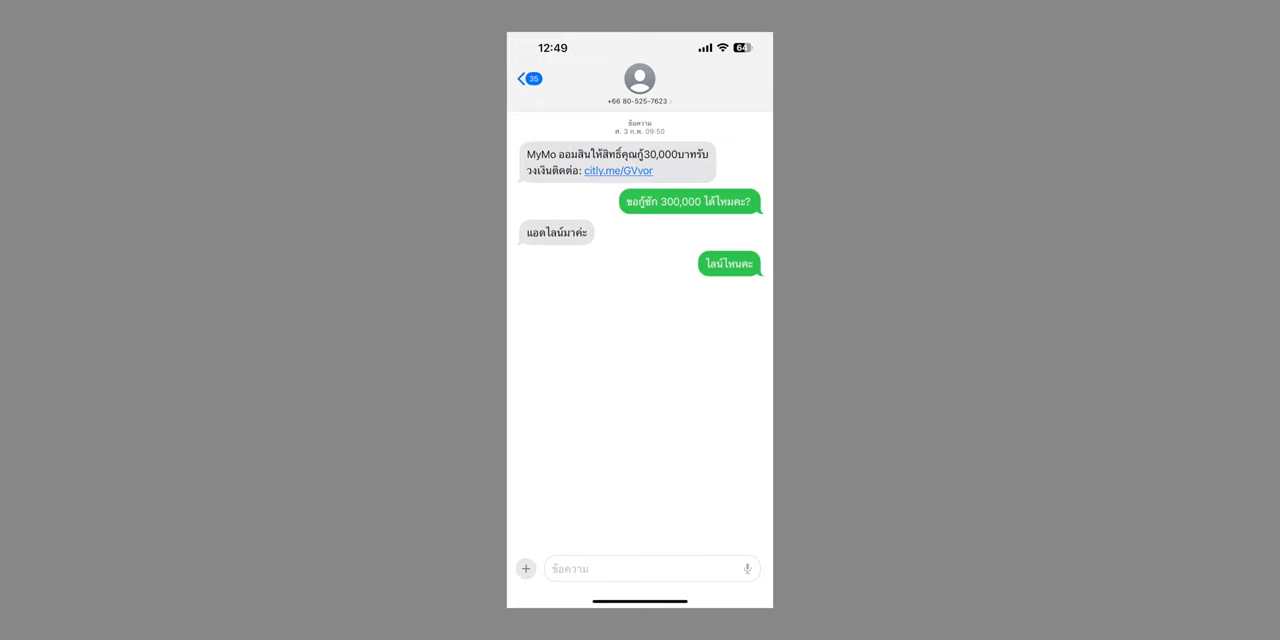 12:49
64
35
+66 80-525-7623
ข้อความ
ศ. 3 ก.พ. 09:50
MyMo ออมสินให้สิทธิ์คุณกู้30,000บาทรับ
วงเงินติดต่อ: citly.me/GVvor
ขอกู้ซัก 300,000 ได้ไหมคะ?
แอดไลน์มาค่ะ
ไลน์ไหนคะ
ข้อความ